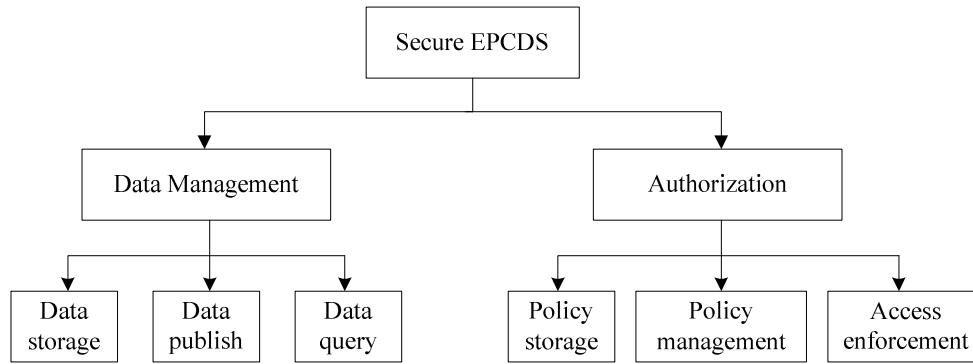 Secure EPCDS
Data Management
Authorization
Data
storage
Data
publish
Data
query
Policy
storage
Policy
management
Access
enforcement